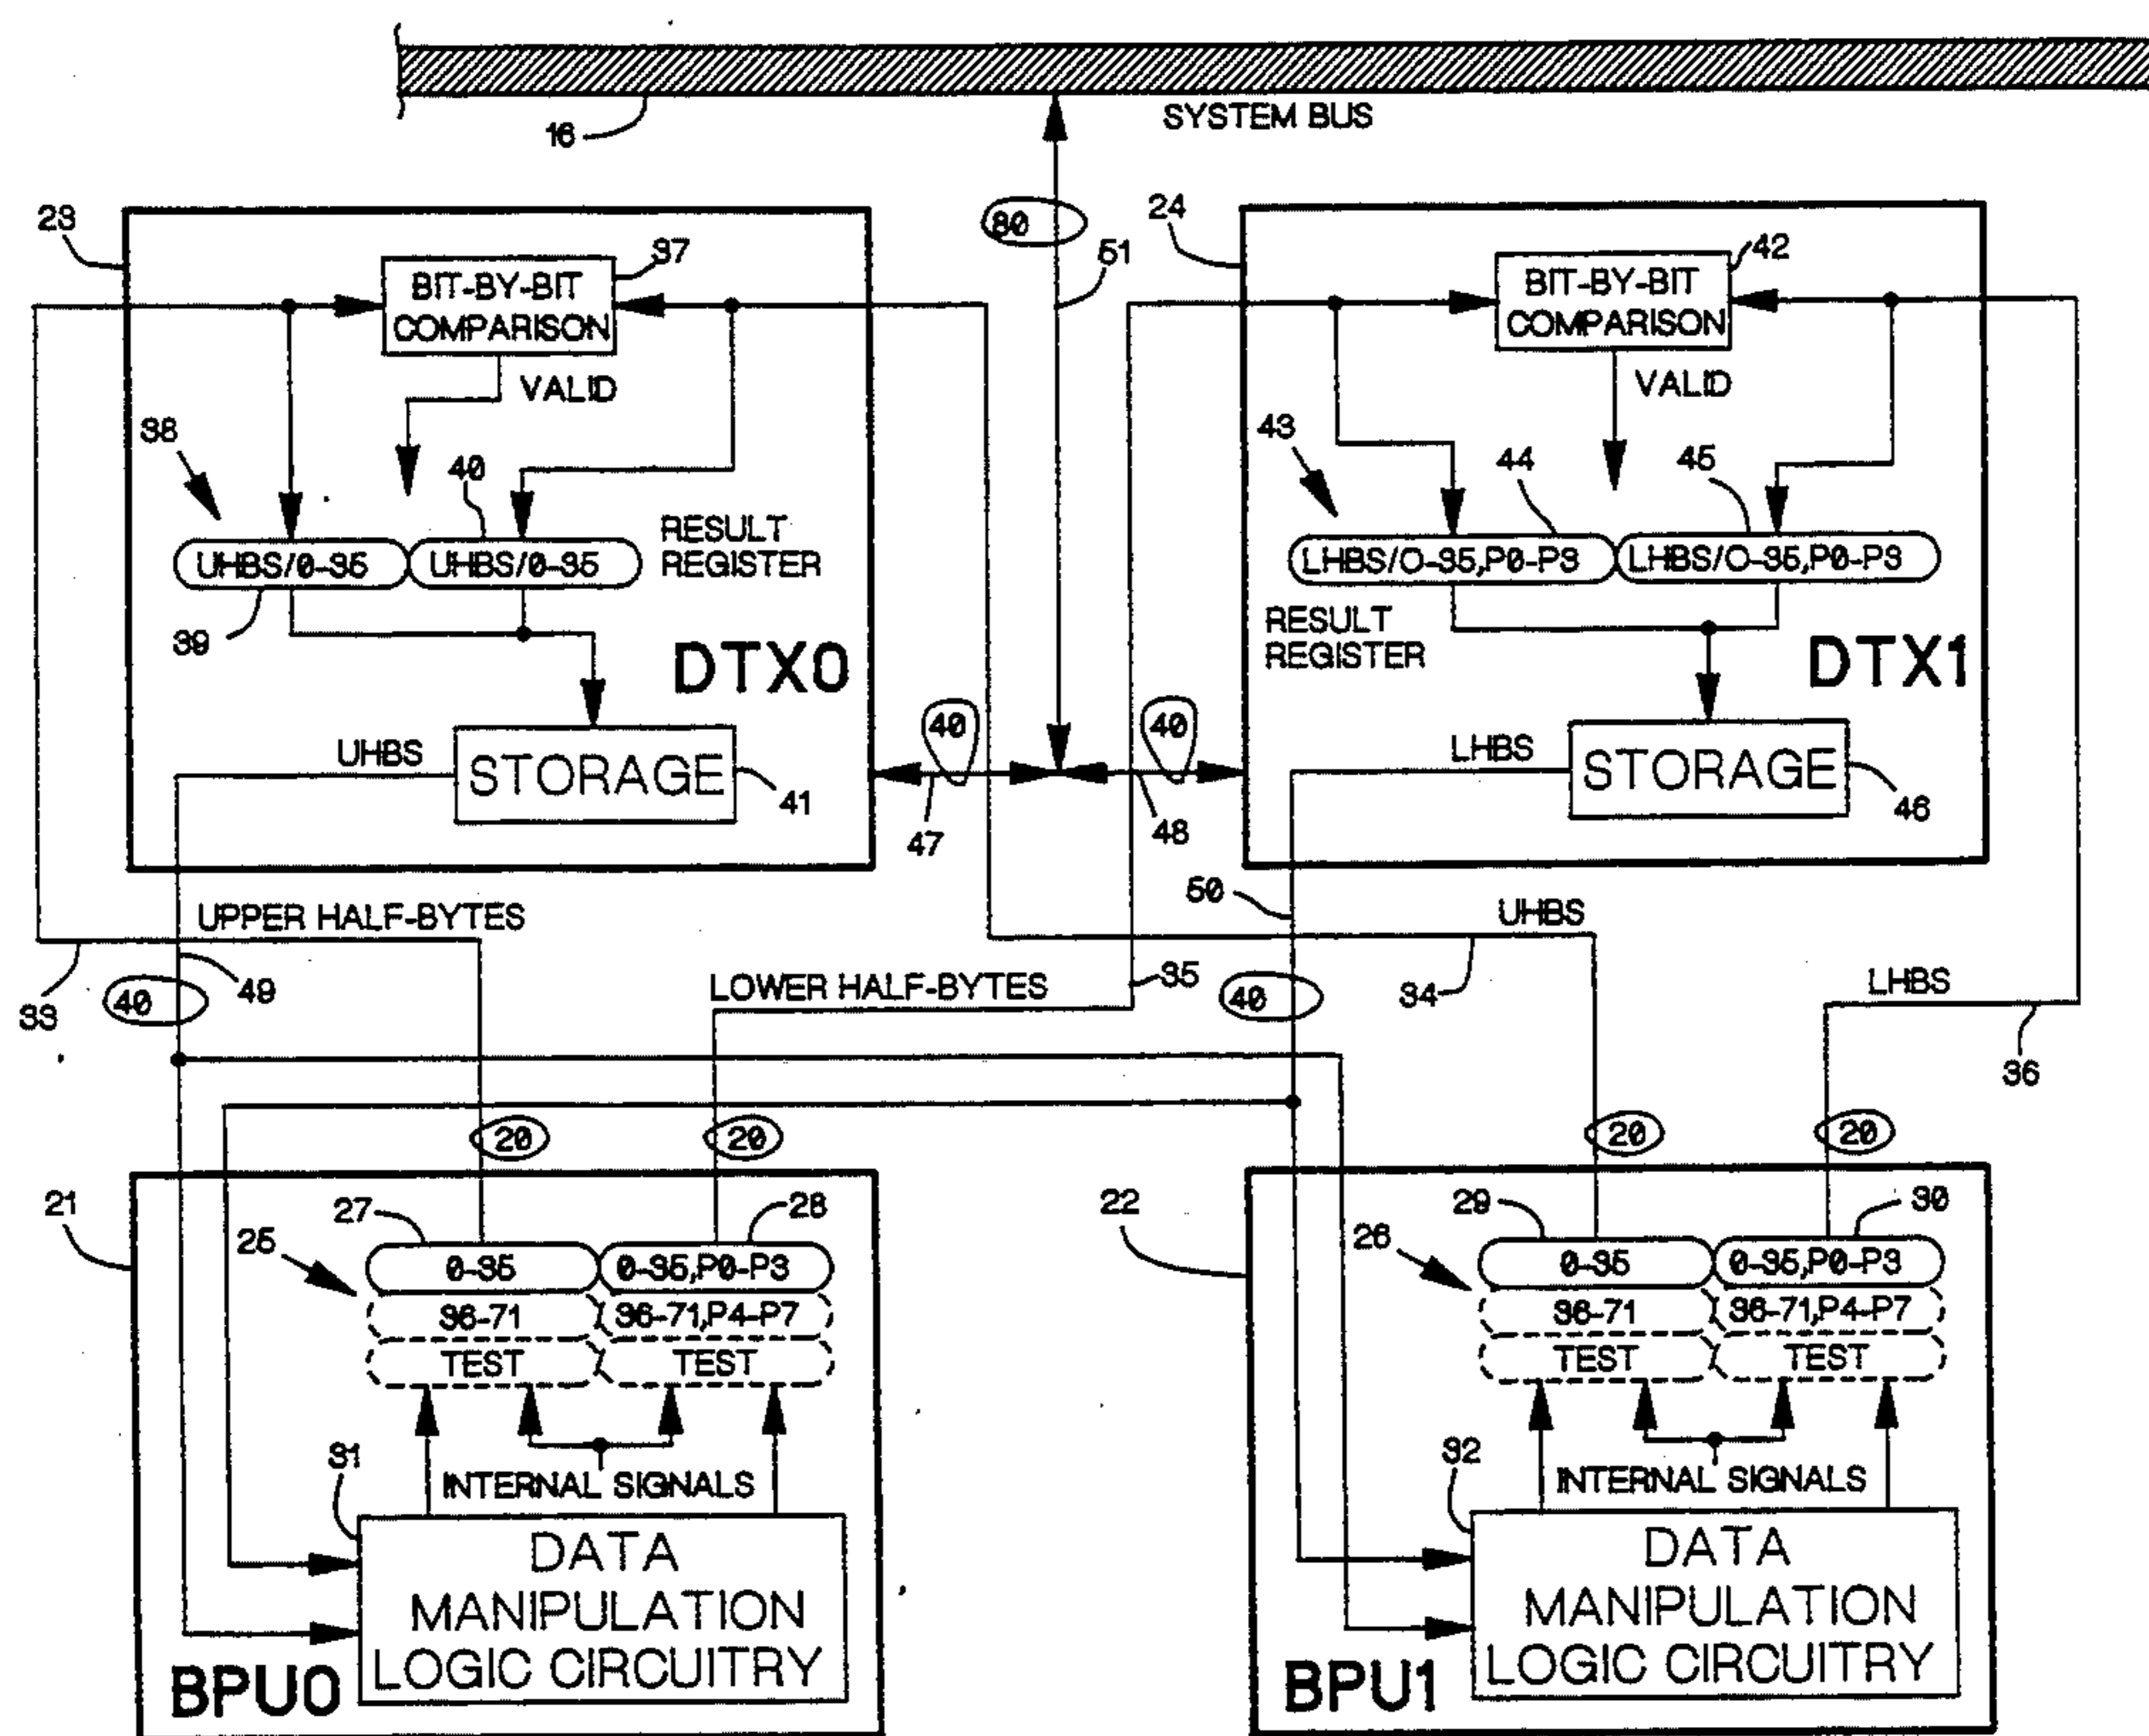 SYSTEM BUS
16
23
80
51
24
37
BIT-BY-BIT
COMPARISON
VALID
42
BIT-BY-BIT
COMPARISON
VALID
38
40
UHBS/0-35
UHBS/0-35
RESULT
REGISTER
39
DTX0
43
44
45
LHBS/0-35,P0-P3
LHBS/0-35,P0-P3
RESULT
REGISTER
DTX1
UHBS
STORAGE
41
40
47
40
48
LHBS
STORAGE
46
UPPER HALF-BYTES
33
40
49
LOWER HALF-BYTES
35
50
40
UHBS
34
LHBS
36
20
20
20
20
21
27
28
25
0-35
0-35,P0-P3
36-71
36-71,P4-P7
TEST
TEST
INTERNAL SIGNALS
31
DATA
MANIPULATION
LOGIC CIRCUITRY
BPU0
22
29
30
26
0-35
0-35,P0-P3
36-71
36-71,P4-P7
TEST
TEST
INTERNAL SIGNALS
32
DATA
MANIPULATION
LOGIC CIRCUITRY
BPU1